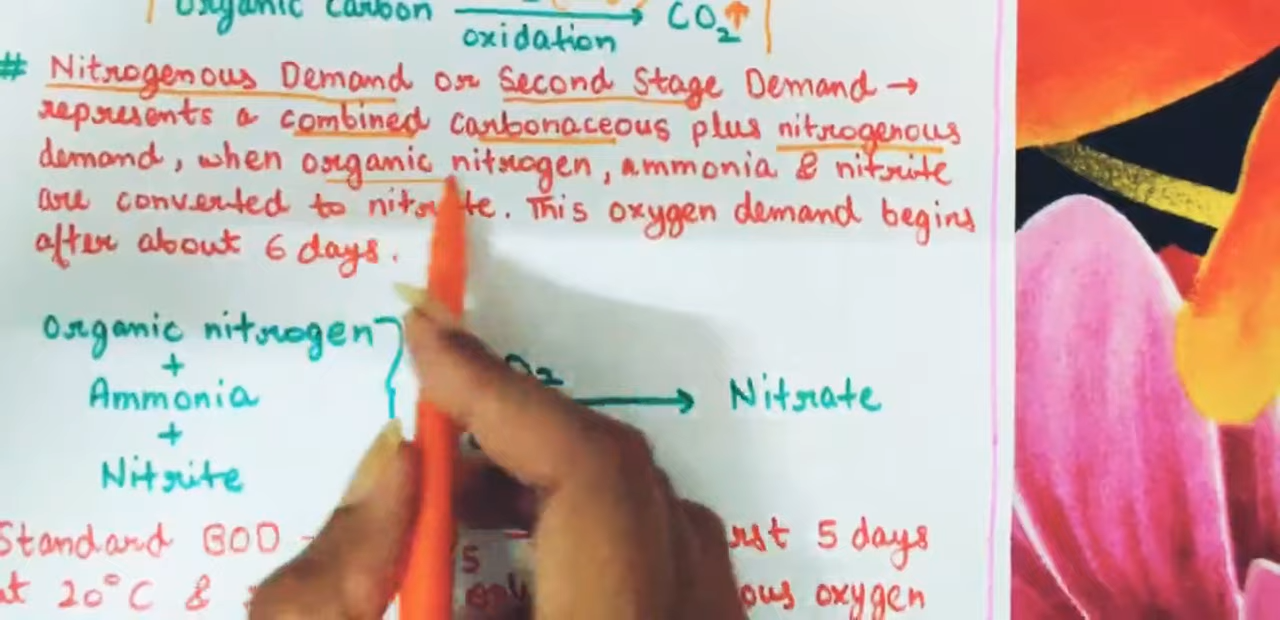 organic carbon oxidation CO2↑
# Nitrogenous Demand or Second Stage Demand →
represents a combined carbonaceous plus nitrogenous
demand, when organic nitrogen, ammonia & nitrite
are converted to. This oxygen demand begins
after about 6 days.
Organic nitrogen
+
Ammonia → Nitrate
+
Nitrite
Standard BOD 5 days
at 20°C & oxygen